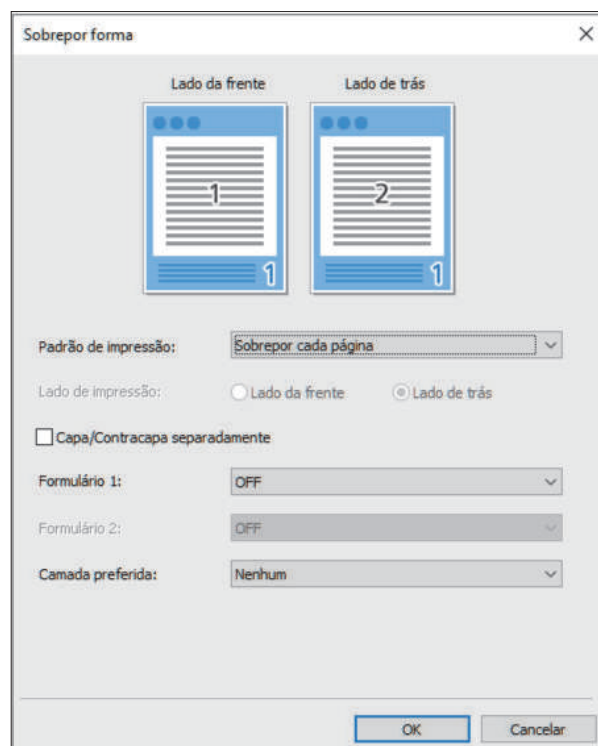 Sobrepor forma
Lado da frente Lado de trás
1 2
1 1
Padrão de impressão: Sobrepor cada página
Lado de impressão: Lado da frente Lado de trás
Capa/Contracapa separadamente
Formulário 1: OFF
Formulário 2: OFF
Camada preferida: Nenhum
OK Cancelar